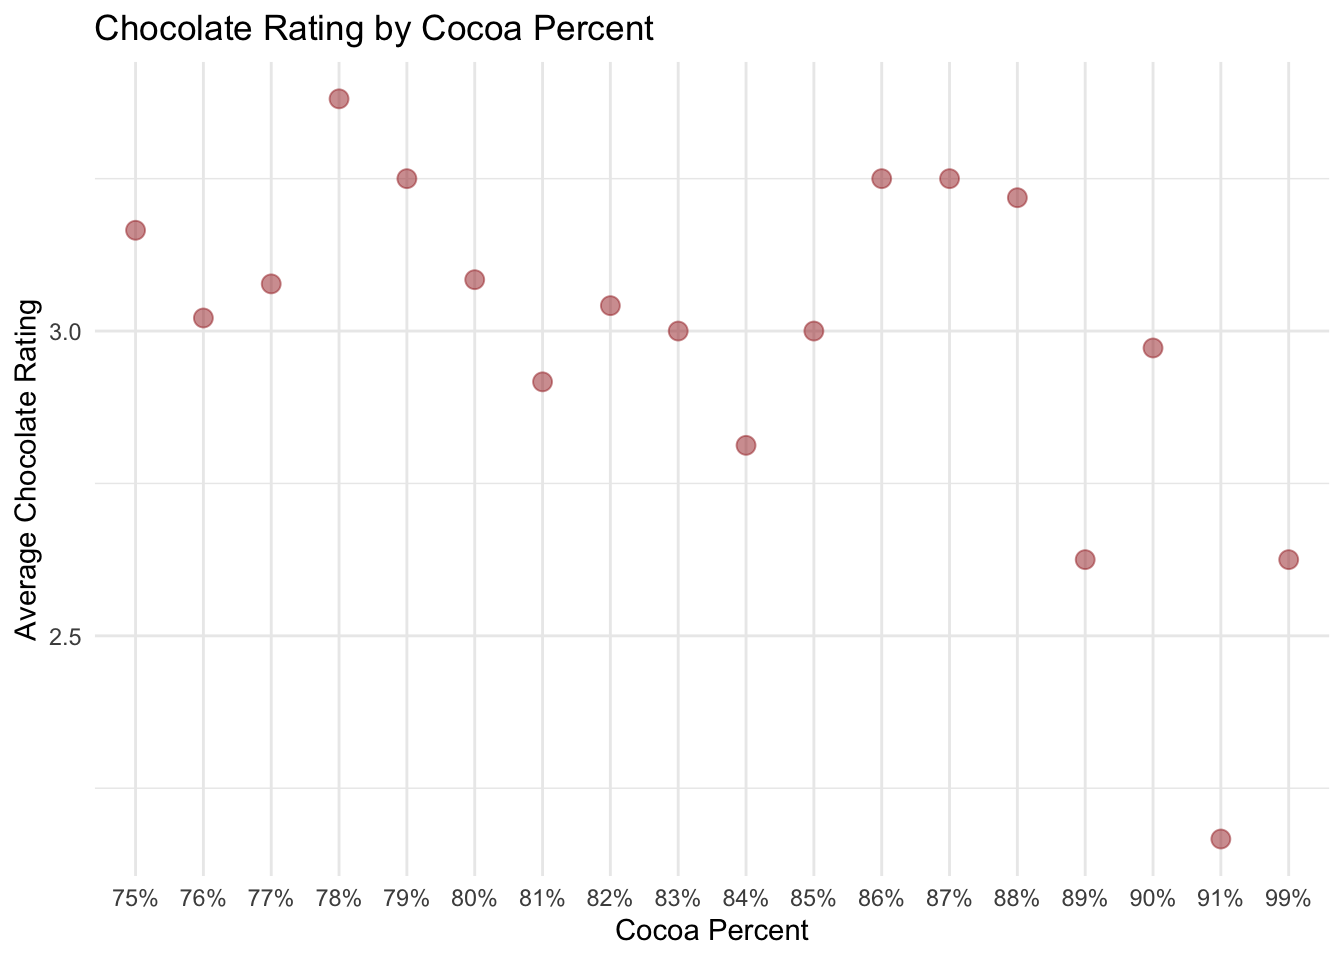 Chocolate Rating by Cocoa Percent
Average Chocolate Rating
3.0
2.5
75% 76% 77% 78% 79% 80% 81% 82% 83% 84% 85% 86% 87% 88% 89% 90% 91% 99%
Cocoa Percent